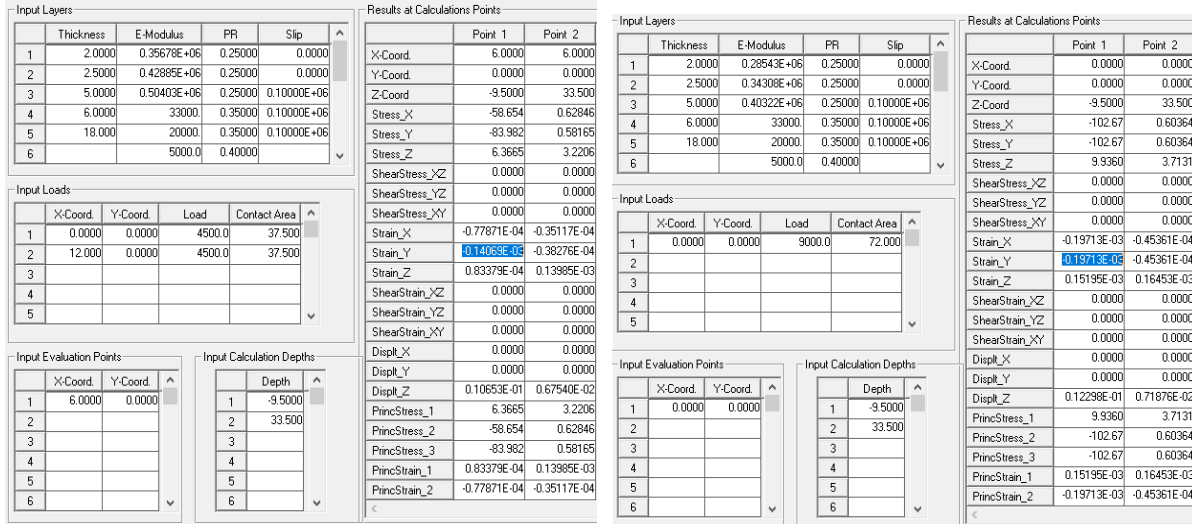 Input Layers
Thickness E-Modulus PR Slip
1 2.0000 0.35678E+06 0.25000 0.0000
2 2.5000 0.42885E+06 0.25000 0.0000
3 5.0000 0.50403E+06 0.25000 0.10000E+06
4 6.0000 33000. 0.35000 0.10000E+06
5 18.000 20000. 0.35000 0.10000E+06
6 5000.0 0.40000
Input Loads
X-Coord. Y-Coord. Load Contact Area
1 0.0000 0.0000 4500.0 37.500
2 12.000 0.0000 4500.0 37.500
3
4
5
Input Evaluation Points
X-Coord. Y-Coord.
1 6.0000 0.0000
2
3
4
5
6
Input Calculation Depths
Depth
1 -9.5000
2 33.500
3
4
5
6
Results at Calculations Points
Point 1 Point 2
X-Coord. 6.0000 6.0000
Y-Coord. 0.0000 0.0000
Z-Coord -9.5000 33.500
Stress_X -58.654 0.62846
Stress_Y -83.982 0.58165
Stress_Z 6.3665 3.2206
ShearStress_XZ 0.0000 0.0000
ShearStress_YZ 0.0000 0.0000
ShearStress_XY 0.0000 0.0000
Strain_X -0.77871E-04 -0.35117E-04
Strain_Y -0.14069E-03 -0.38276E-04
Strain_Z 0.83379E-04 0.13985E-03
ShearStrain_XZ 0.0000 0.0000
ShearStrain_YZ 0.0000 0.0000
ShearStrain_XY 0.0000 0.0000
Displt_X 0.0000 0.0000
Displt_Y 0.0000 0.0000
Displt_Z 0.10653E-01 0.67540E-02
PrincStress_1 6.3665 3.2206
PrincStress_2 -58.654 0.62846
PrincStress_3 -83.982 0.58165
PrincStrain_1 0.83379E-04 0.13985E-03
PrincStrain_2 -0.77871E-04 -0.35117E-04
Input Layers
Thickness E-Modulus PR Slip
1 2.0000 0.28543E+06 0.25000 0.0000
2 2.5000 0.34308E+06 0.25000 0.0000
3 5.0000 0.40322E+06 0.25000 0.10000E+06
4 6.0000 33000. 0.35000 0.10000E+06
5 18.000 20000. 0.35000 0.10000E+06
6 5000.0 0.40000
Input Loads
X-Coord. Y-Coord. Load Contact Area
1 0.0000 0.0000 9000.0 72.000
2
3
4
5
Input Evaluation Points
X-Coord. Y-Coord.
1 0.0000 0.0000
2
3
4
5
6
Input Calculation Depths
Depth
1 -9.5000
2 33.500
3
4
5
6
Results at Calculations Points
Point 1 Point 2
X-Coord. 0.0000 0.0000
Y-Coord. 0.0000 0.0000
Z-Coord -9.5000 33.500
Stress_X -102.67 0.60364
Stress_Y -102.67 0.60364
Stress_Z 9.9360 3.7131
ShearStress_XZ 0.0000 0.0000
ShearStress_YZ 0.0000 0.0000
ShearStress_XY 0.0000 0.0000
Strain_X -0.19713E-03 -0.45361E-04
Strain_Y -0.19713E-03 -0.45361E-04
Strain_Z 0.15195E-03 0.16453E-03
ShearStrain_XZ 0.0000 0.0000
ShearStrain_YZ 0.0000 0.0000
ShearStrain_XY 0.0000 0.0000
Displt_X 0.0000 0.0000
Displt_Y 0.0000 0.0000
Displt_Z 0.12298E-01 0.71876E-02
PrincStress_1 9.9360 3.7131
PrincStress_2 -102.67 0.60364
PrincStress_3 -102.67 0.60364
PrincStrain_1 0.15195E-03 0.16453E-03
PrincStrain_2 -0.19713E-03 -0.45361E-04